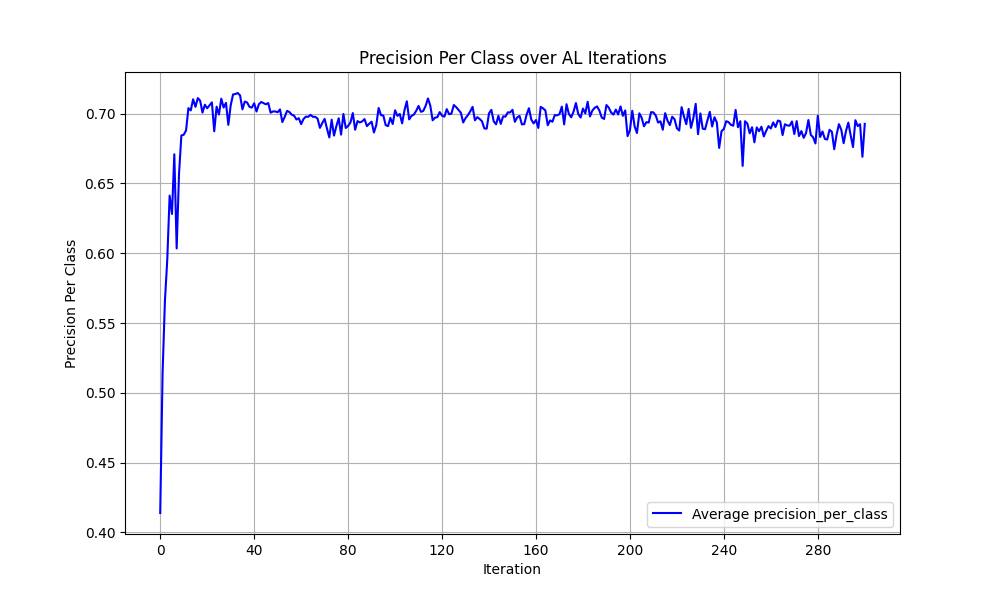 Precision Per Class over AL Iterations
Precision Per Class
0.70
0.65
0.60
0.55
0.50
0.45
0.40
0 40 80 120 160 200 240 280
Iteration
Average precision_per_class